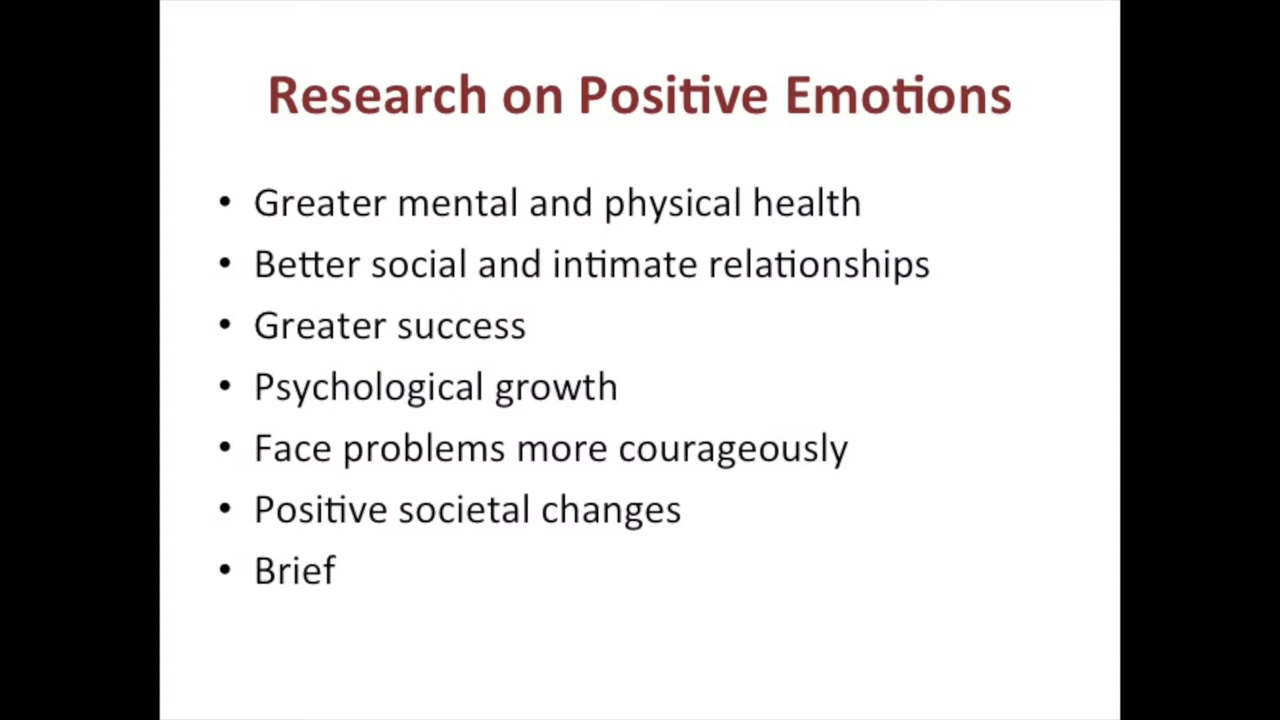 Research on Positive Emotions
• Greater mental and physical health
• Better social and intimate relationships
• Greater success
• Psychological growth
• Face problems more courageously
• Positive societal changes
• Brief